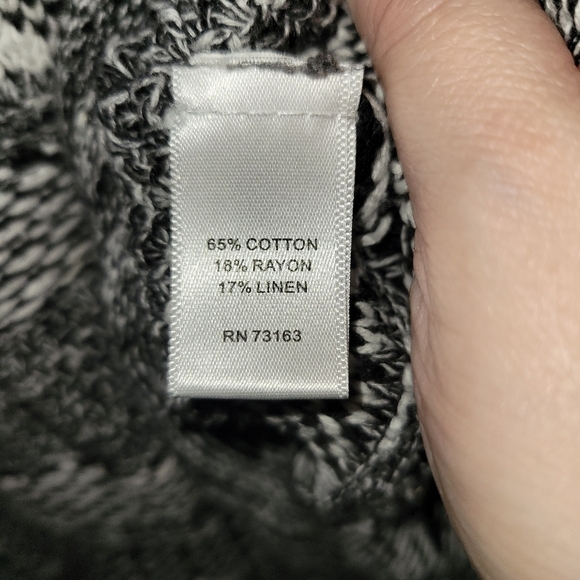 65% COTTON
18% RAYON
17% LINEN
RN 73163